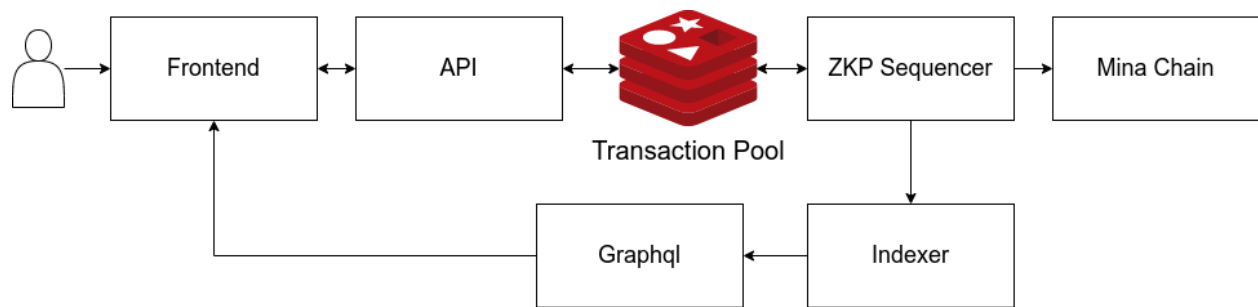 Frontend
API
Transaction Pool
ZKP Sequencer
Mina Chain
Graphql
Indexer